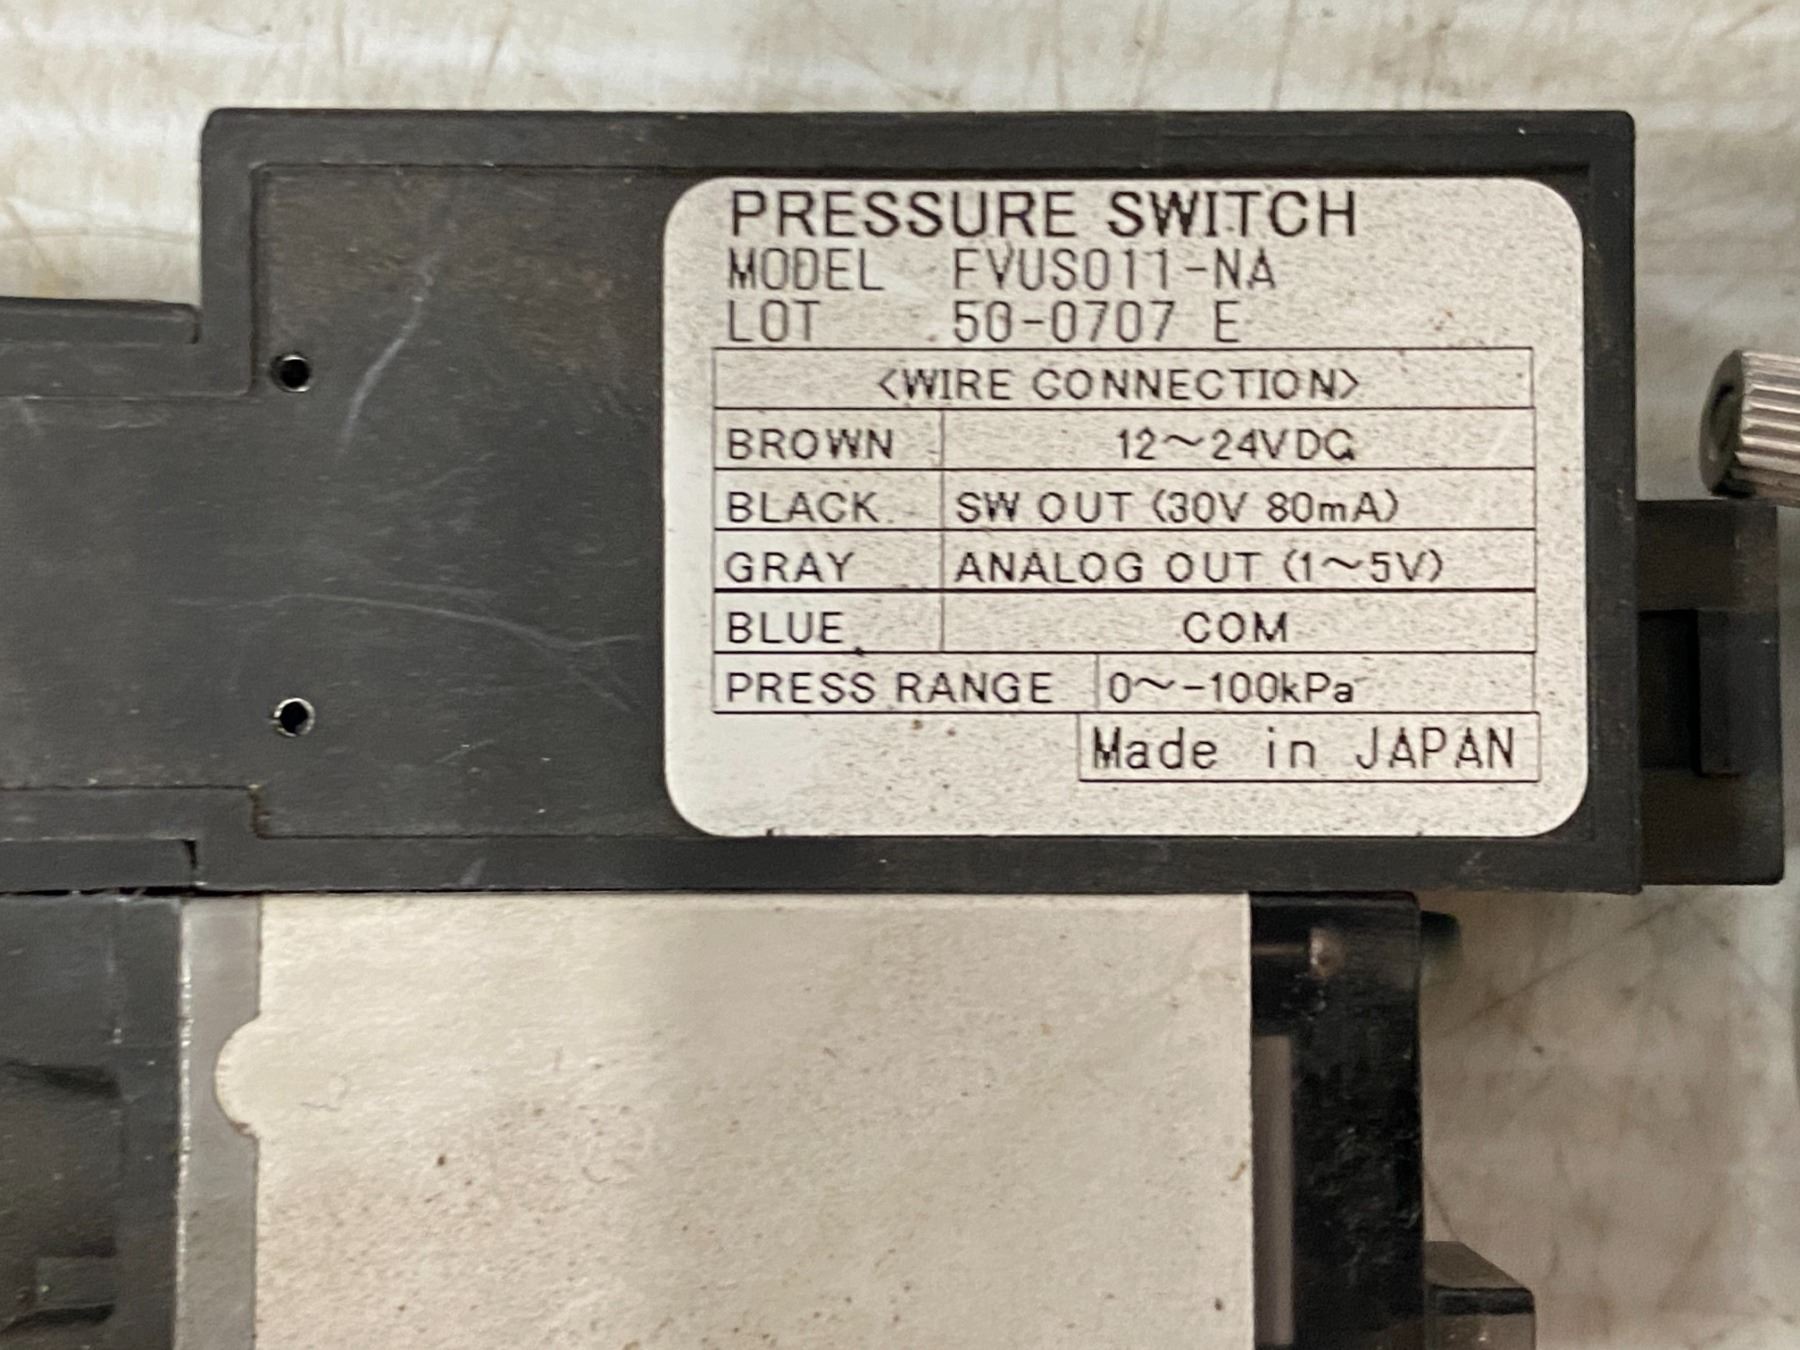 PRESSURE SWITCH
MODEL FVUS011-NA
LOT 50-0707 E
<WIRE CONNECTION>
BROWN 12～24VDC
BLACK SW OUT (30V 80mA)
GRAY ANALOG OUT (1～5V)
BLUE COM
PRESS RANGE 0～-100kPa
Made in JAPAN